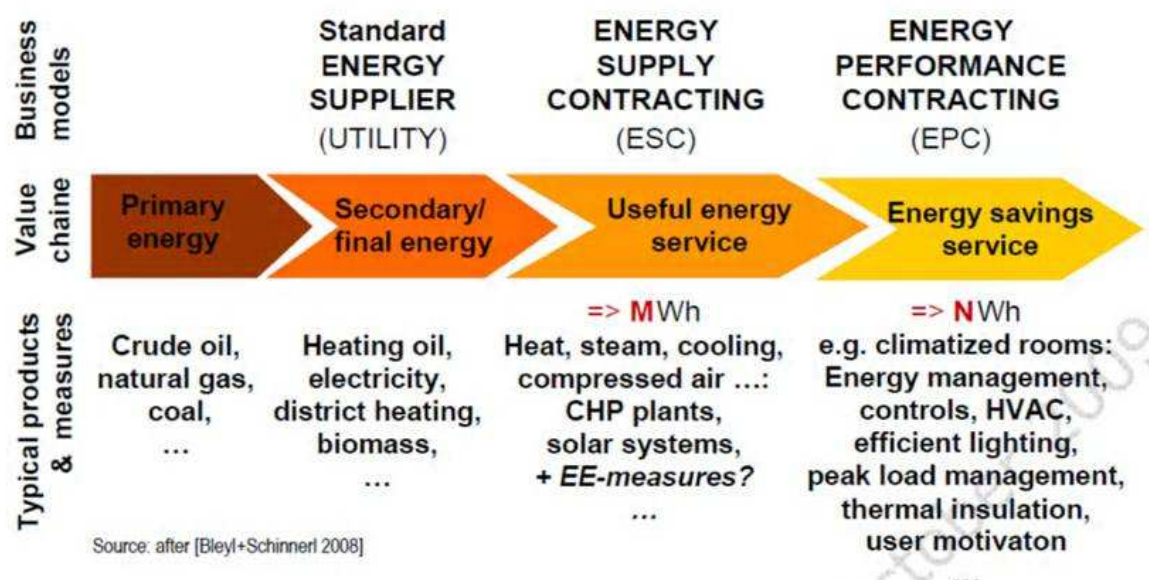 Business models
Standard
ENERGY
SUPPLIER
(UTILITY)
ENERGY
SUPPLY
CONTRACTING
(ESC)
ENERGY
PERFORMANCE
CONTRACTING
(EPC)
Value chaine
Primary
energy
Secondary/
final energy
Useful energy
service
Energy savings
service
Typical products & measures
Crude oil,
natural gas,
coal,
…
Heating oil,
electricity,
district heating,
biomass,
…
=> MWh
Heat, steam, cooling,
compressed air …:
CHP plants,
solar systems,
+ EE-measures?
…
=> NWh
e.g. climatized rooms:
Energy management,
controls, HVAC,
efficient lighting,
peak load management,
thermal insulation,
user motivaton
Source: after [Bleyl+Schinnerl 2008]